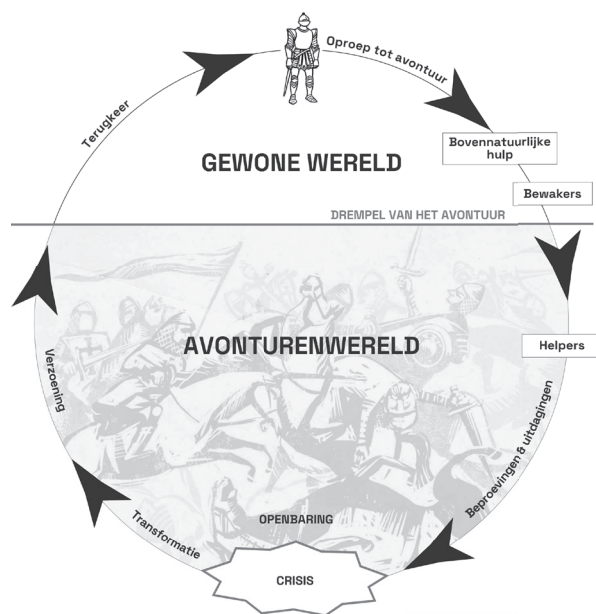 Oproep tot avontuur
Bovennatuurlijke
hulp
Bewakers
GEWONE WERELD
DREMPEL VAN HET AVONTUUR
AVONTURENWERELD
Helpers
Beproevingen & uitdagingen
OPENBARING
CRISIS
Transformatie
Verzoening
Terugkeer